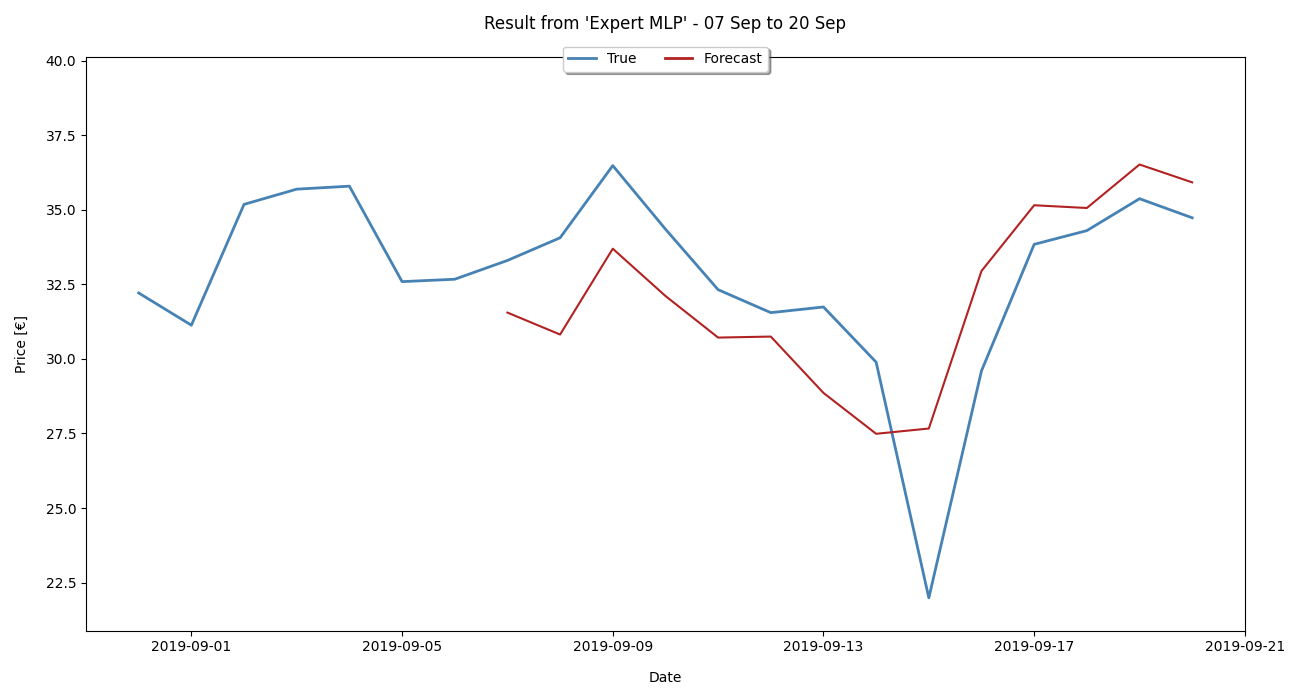 Result from 'Expert MLP' - 07 Sep to 20 Sep
True Forecast
40.0
37.5
35.0
32.5
30.0
27.5
25.0
22.5
Price [€]
2019-09-01 2019-09-05 2019-09-09 2019-09-13 2019-09-17 2019-09-21
Date